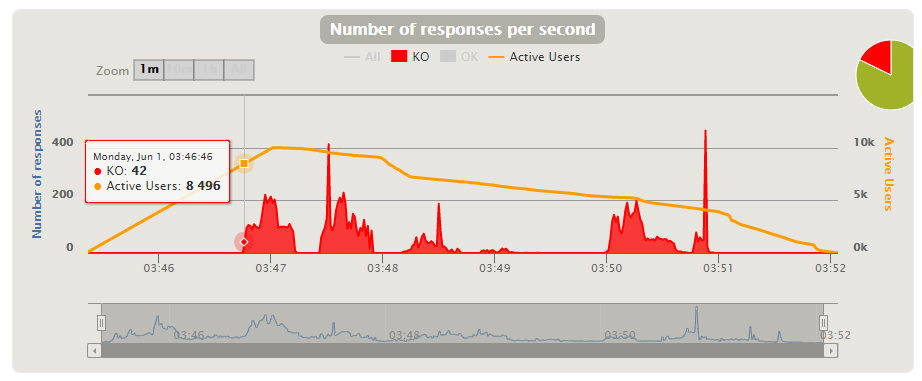 Number of responses per second
All KO OK Active Users
Zoom 1m 10m 1h All
Number of responses
Active Users
400
200
0
10k
5k
0k
Monday, Jun 1, 03:46:46
KO: 42
Active Users: 8 496
03:46 03:47 03:48 03:49 03:50 03:51 03:52
03:46 03:48 03:50 03:52